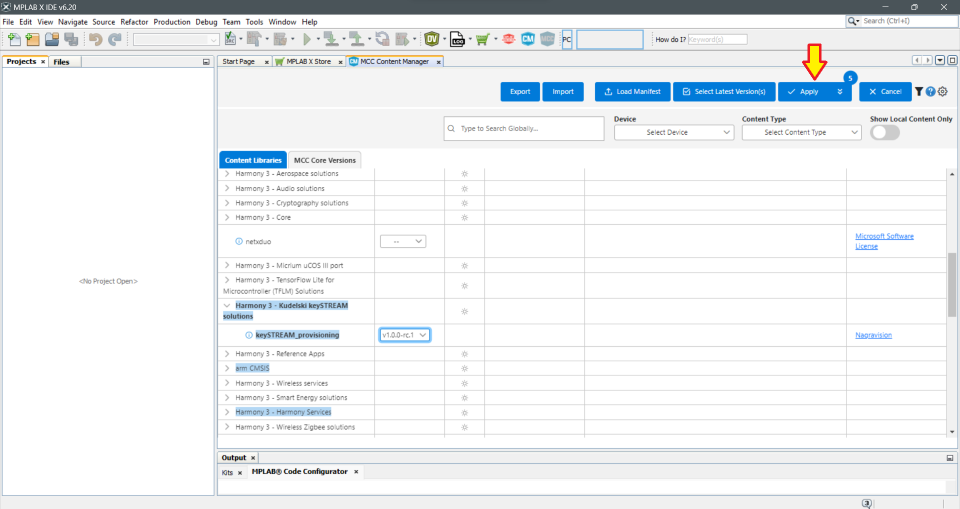 MPLAB X IDE v6.20
File Edit View Navigate Source Refactor Production Debug Team Tools Window Help
Search (Ctrl+I)
DV LOG CM PC
How do I? Keyword(s)
Projects × Files
Start Page × MPLAB X Store × CM MCC Content Manager ×
5
Export Import Load Manifest Select Latest Version(s) Apply Cancel
Type to Search Globally...
Device
Select Device
Content Type
Select Content Type
Show Local Content Only
Content Libraries MCC Core Versions
Harmony 3 - Aerospace solutions
Harmony 3 - Audio solutions
Harmony 3 - Cryptography solutions
Harmony 3 - Core
netxduo -- Microsoft Software
License
Harmony 3 - Micrium uCOS III port
Harmony 3 - TensorFlow Lite for
Microcontroller (TFLM) Solutions
<No Project Open>
Harmony 3 - Kudelski keySTREAM
solutions
keySTREAM_provisioning v1.0.0-rc.1 Nagravision
Harmony 3 - Reference Apps
arm CMSIS
Harmony 3 - Wireless services
Harmony 3 - Smart Energy solutions
Harmony 3 - Harmony Services
Harmony 3 - Wireless Zigbee solutions
Output ×
Kits × MPLAB® Code Configurator ×